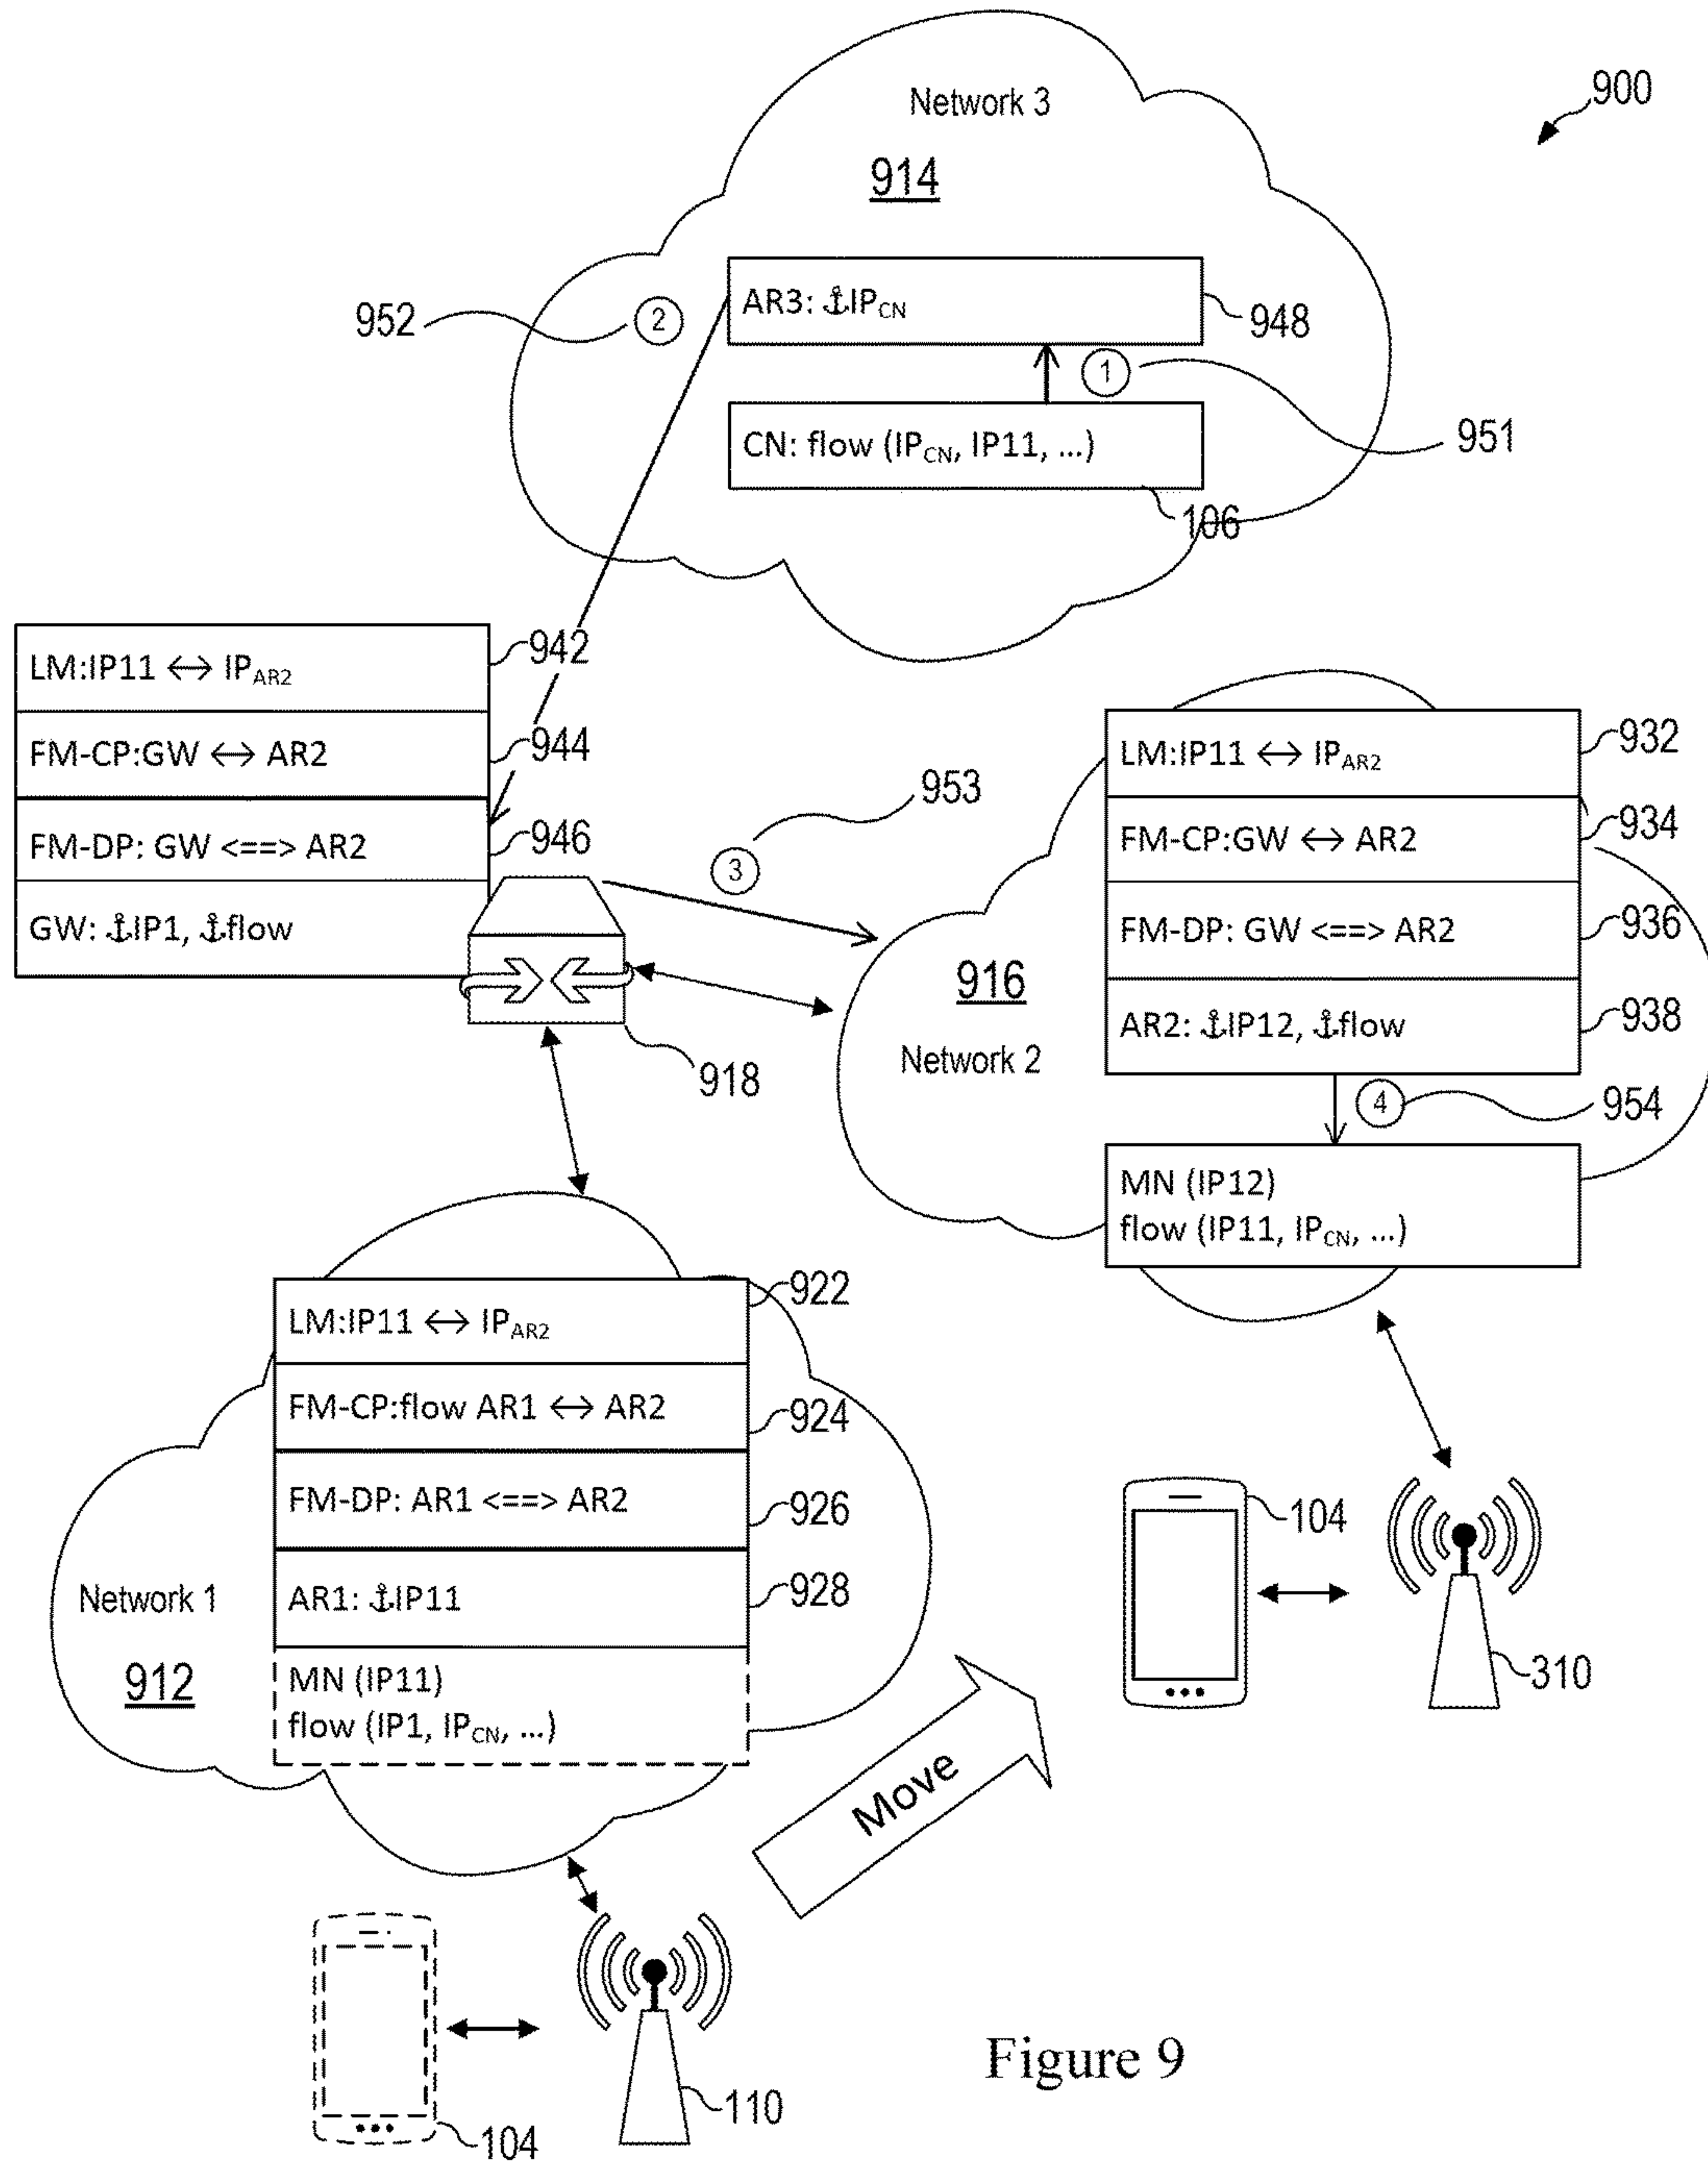 Network 3
900
914
AR3: ⚓IPCN
952
2
948
1
951
CN: flow (IPCN, IP11, ...)
106
LM:IP11 ↔ IPAR2
942
FM-CP:GW ↔ AR2
944
FM-DP: GW <==> AR2
946
GW: ⚓IP1, ⚓flow
918
953
3
LM:IP11 ↔ IPAR2
932
FM-CP:GW ↔ AR2
934
FM-DP: GW <==> AR2
936
916
Network 2
AR2: ⚓IP12, ⚓flow
938
4
954
MN (IP12)
flow (IP11, IPCN, ...)
LM:IP11 ↔ IPAR2
922
FM-CP:flow AR1 ↔ AR2
924
FM-DP: AR1 <==> AR2
926
Network 1
912
AR1: ⚓IP11
928
MN (IP11)
flow (IP1, IPCN, ...)
104
310
Move
104
110
Figure 9